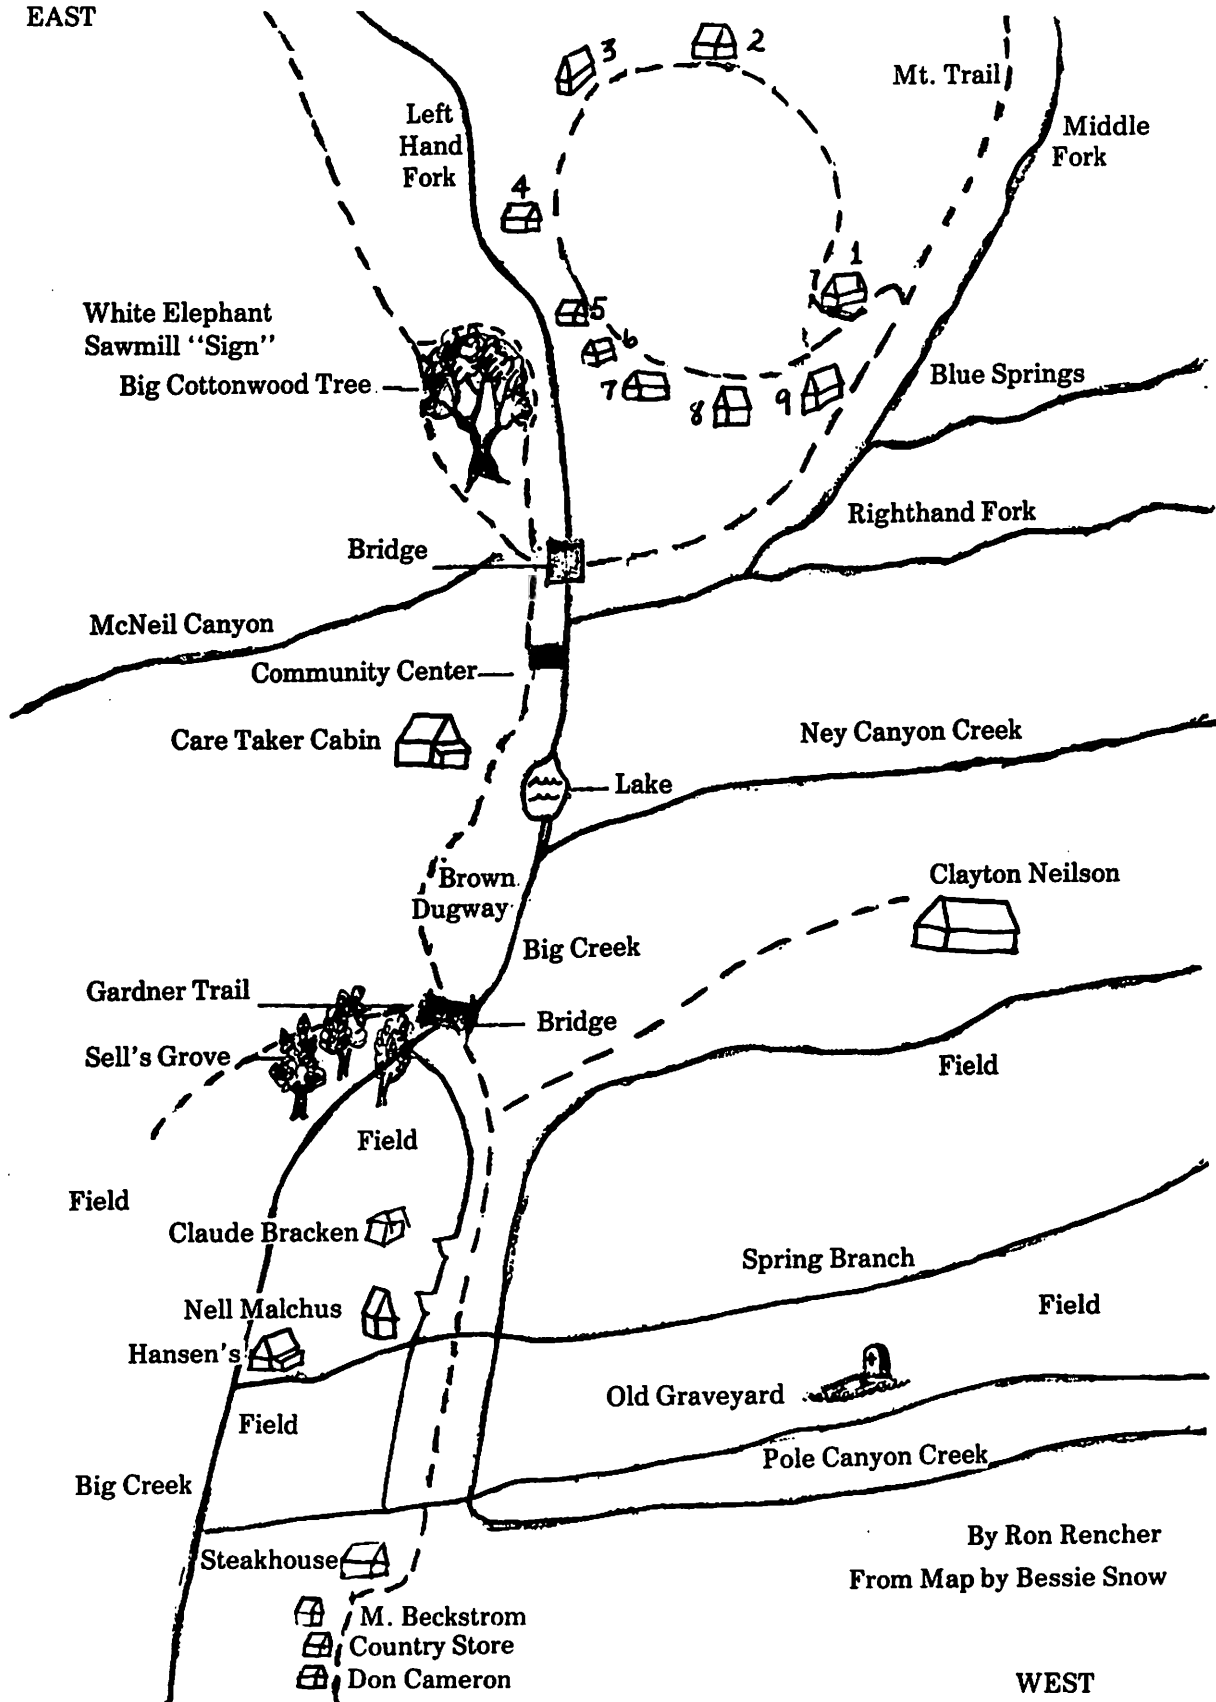 EAST
3
2
Mt. Trail
Left
Hand
Fork
Middle
Fork
4
1
White Elephant
Sawmill "Sign"
5
6
Big Cottonwood Tree
7
8
9
Blue Springs
Righthand Fork
Bridge
McNeil Canyon
Community Center
Care Taker Cabin
Ney Canyon Creek
Lake
Brown
Dugway
Clayton Neilson
Big Creek
Gardner Trail
Bridge
Sell's Grove
Field
Field
Field
Claude Bracken
Spring Branch
Nell Malchus
Field
Hansen's
Old Graveyard
Field
Pole Canyon Creek
Big Creek
By Ron Rencher
Steakhouse
From Map by Bessie Snow
M. Beckstrom
Country Store
Don Cameron
WEST